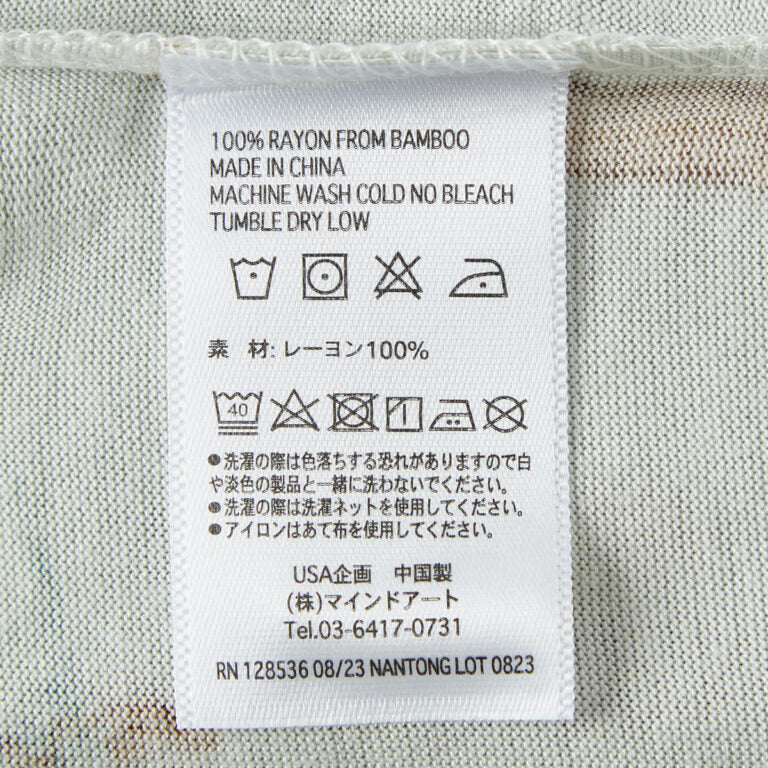 100% RAYON FROM BAMBOO
MADE IN CHINA
MACHINE WASH COLD NO BLEACH
TUMBLE DRY LOW
素 材: レーヨン100%
40
●洗濯の際は色落ちする恐れがありますので白
や淡色の製品と一緒に洗わないでください。
●洗濯の際は洗濯ネットを使用してください。
●アイロンはあて布を使用してください。
USA企画 中国製
(株)マインドアート
Tel.03-6417-0731
RN 128536 08/23 NANTONG LOT 0823